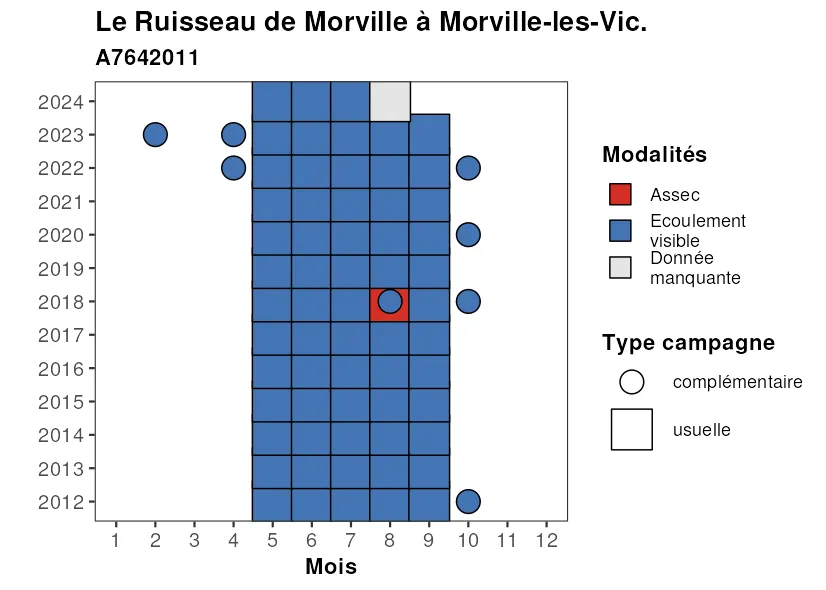 Le Ruisseau de Morville à Morville-les-Vic.
A7642011
2024
2023
2022
2021
2020
2019
2018
2017
2016
2015
2014
2013
2012
1 2 3 4 5 6 7 8 9 10 11 12
Mois
Modalités
Assec
Ecoulement
visible
Donnée
manquante
Type campagne
complémentaire
usuelle